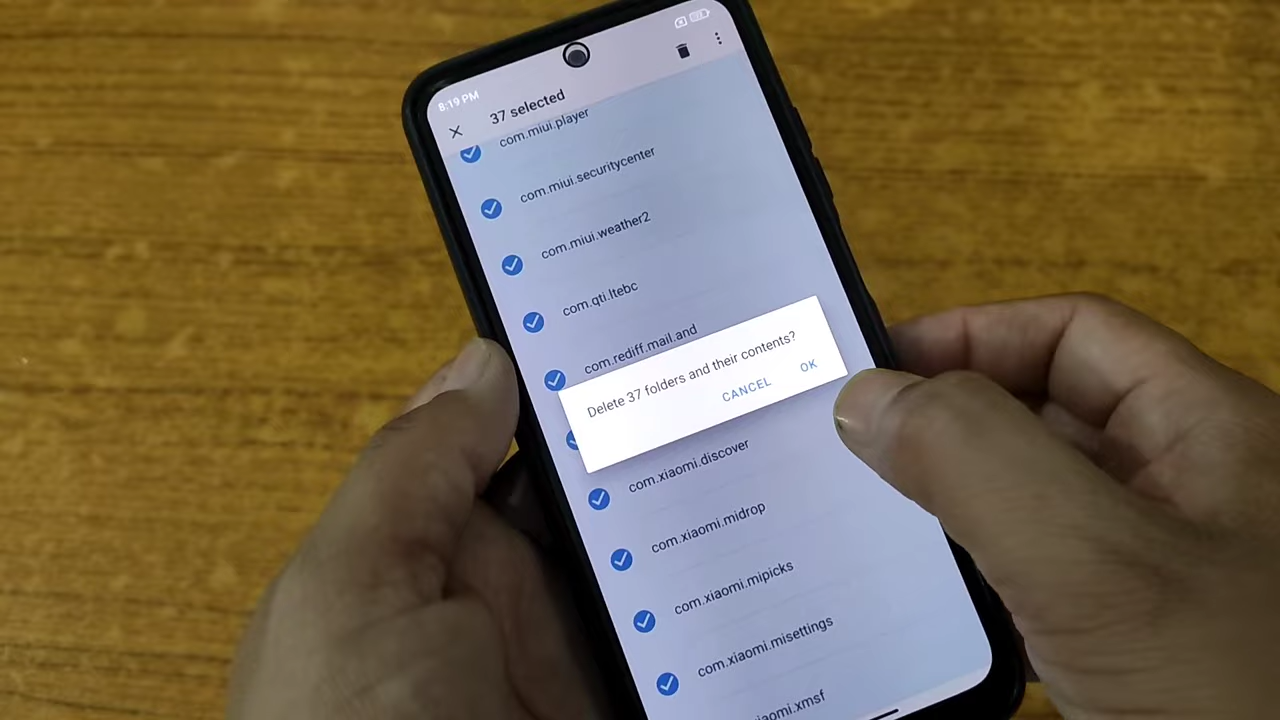 8:19 PM
37 selected
com.miui.player
com.miui.securitycenter
com.miui.weather2
com.qti.ltebc
com.rediff.mail.and
Delete 37 folders and their contents?
CANCEL OK
com.xiaomi.discover
com.xiaomi.midrop
com.xiaomi.mipicks
com.xiaomi.misettings
iaomi.xmsf